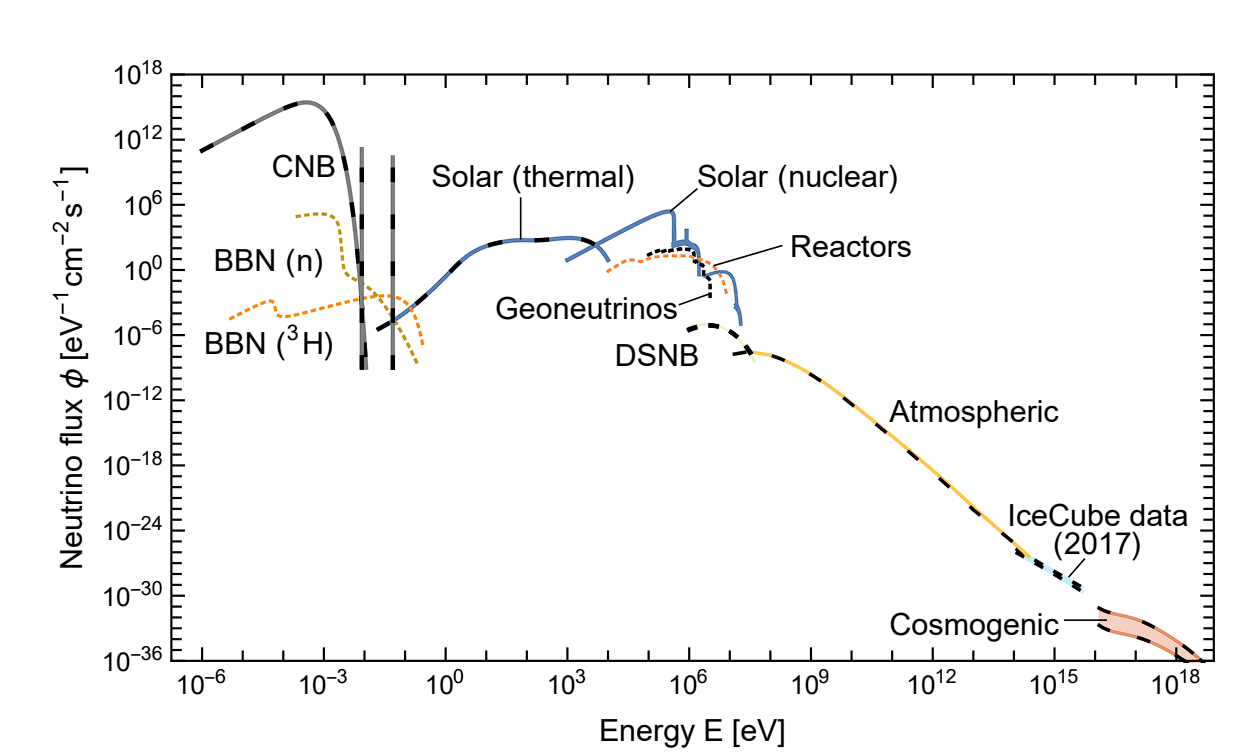 10^18
10^12
10^6
10^0
10^−6
10^−12
10^−18
10^−24
10^−30
10^−36
Neutrino flux ϕ [eV^−1 cm^−2 s^−1]
CNB
Solar (thermal)
Solar (nuclear)
BBN (n)
Reactors
Geoneutrinos
BBN (^3H)
DSNB
Atmospheric
IceCube data
(2017)
Cosmogenic
10^−6 10^−3 10^0 10^3 10^6 10^9 10^12 10^15 10^18
Energy E [eV]